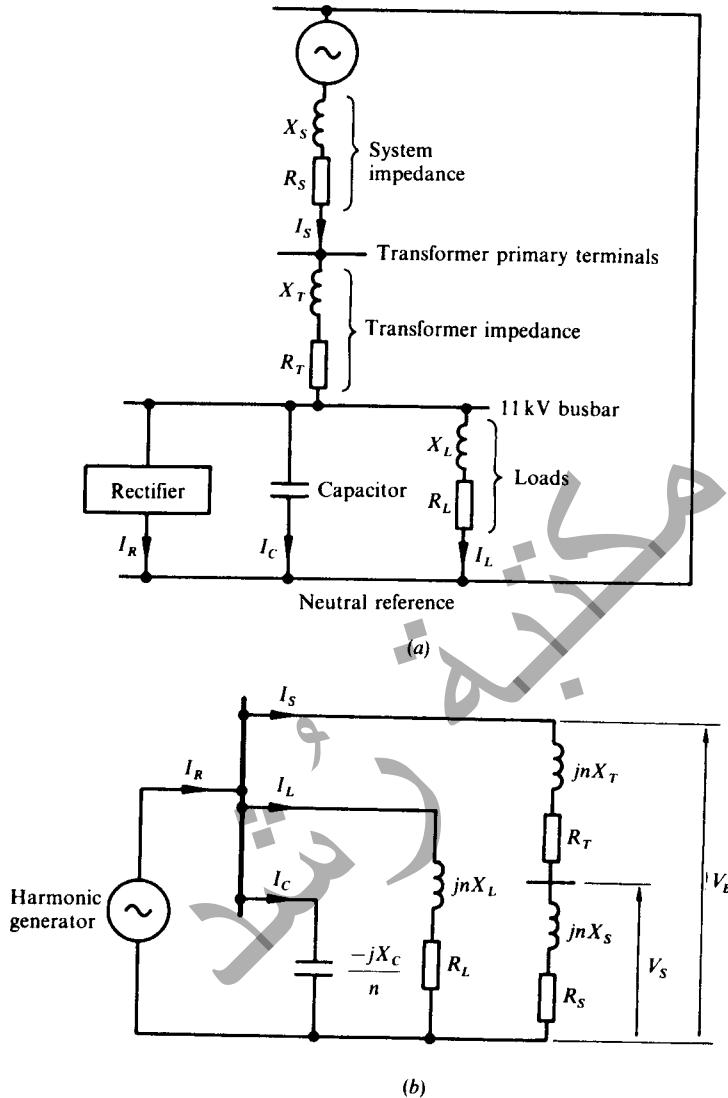 X_S
R_S
System
impedance
I_S
Transformer primary terminals
X_T
R_T
Transformer impedance
11 kV busbar
Rectifier
Capacitor
X_L
R_L
Loads
I_R
I_C
I_L
Neutral reference
(a)
I_S
I_R
I_L
I_C
Harmonic
generator
-jX_C
n
jnX_L
R_L
jnX_T
R_T
jnX_S
R_S
V_S
(b)
مكتبة رشد